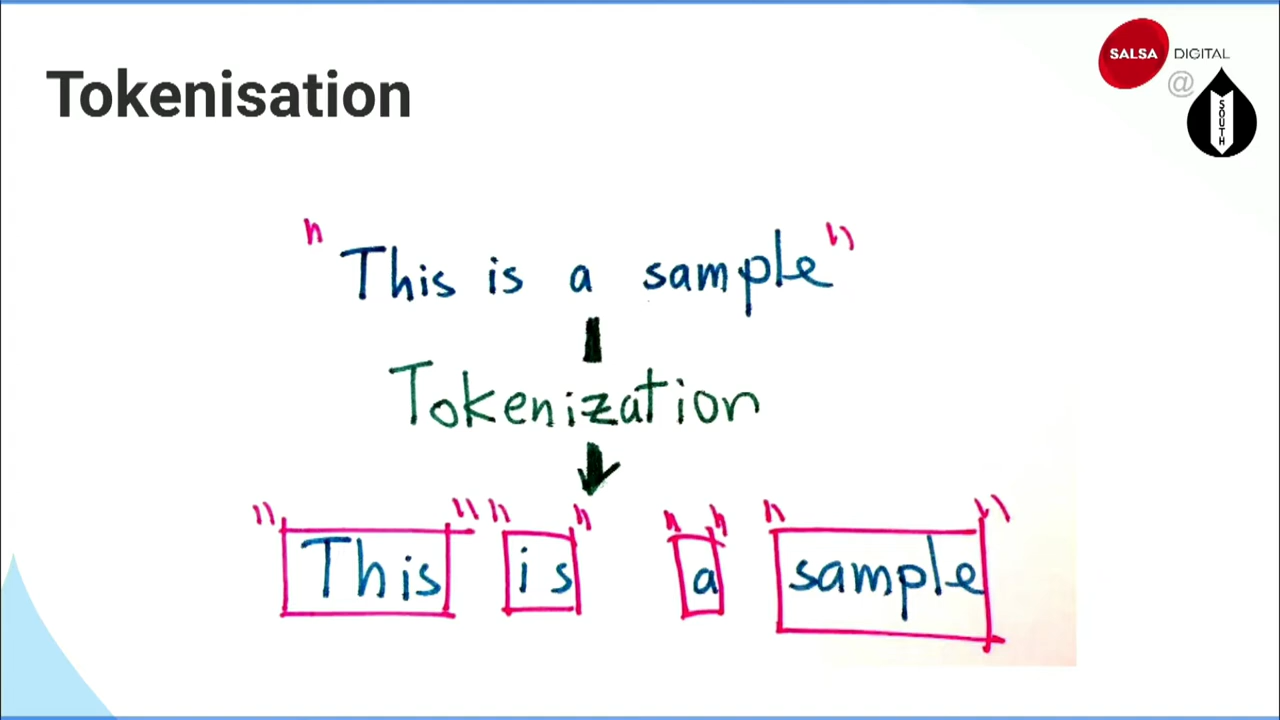 Tokenisation
SALSA DIGITAL
@
SOUTH
"This is a sample"
Tokenization
"This" "is" "a" "sample"